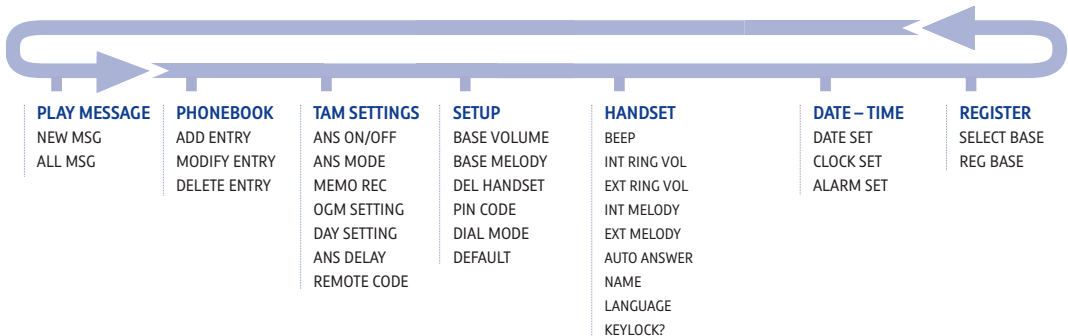 PLAY MESSAGE
NEW MSG
ALL MSG
PHONEBOOK
ADD ENTRY
MODIFY ENTRY
DELETE ENTRY
TAM SETTINGS
ANS ON/OFF
ANS MODE
MEMO REC
OGM SETTING
DAY SETTING
ANS DELAY
REMOTE CODE
SETUP
BASE VOLUME
BASE MELODY
DEL HANDSET
PIN CODE
DIAL MODE
DEFAULT
HANDSET
BEEP
INT RING VOL
EXT RING VOL
INT MELODY
EXT MELODY
AUTO ANSWER
NAME
LANGUAGE
KEYLOCK?
DATE – TIME
DATE SET
CLOCK SET
ALARM SET
REGISTER
SELECT BASE
REG BASE